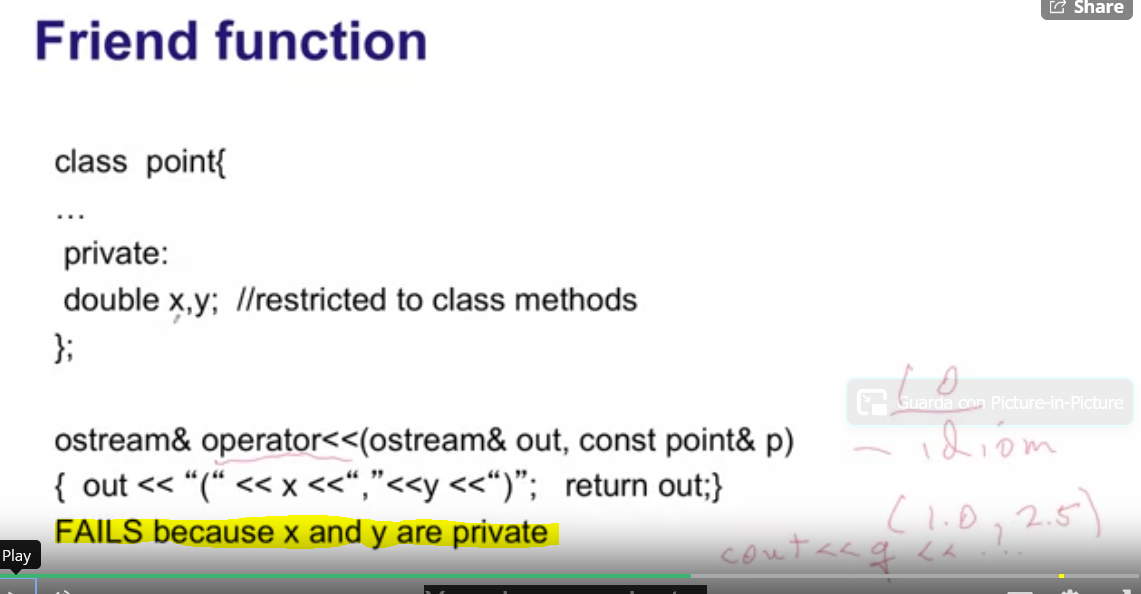 Share
Friend function
class point{
...
private:
double x,y; //restricted to class methods
};
Guarda con Picture-in-Picture
ostream& operator<<(ostream& out, const point& p)
– idiom
{ out << “(“ << x <<“,”<<y <<“)”; return out;}
(1.0, 2.5)
FAILS because x and y are private
cout<<q <<
Play